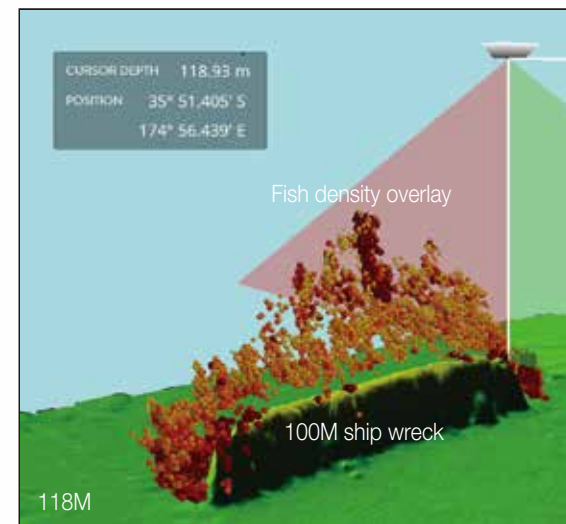 CURSOR DEPTH 118.93 m
POSITION 35° 51.405' S
174° 56.439' E
Fish density overlay
100M ship wreck
118M